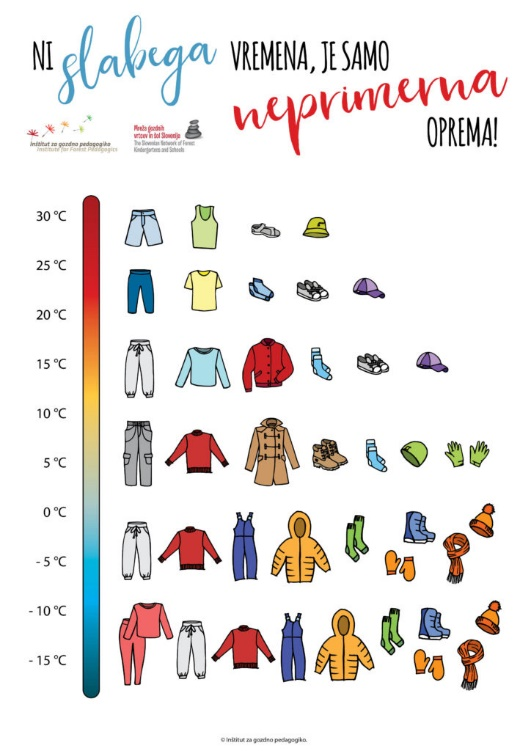 NI slabega VREMENA, JE SAMO
neprimerna
OPREMA!
inštitut za gozdno pedagogiko
Institute for Forest Pedagogics
Mreža gozdnih
vrtcev in šol Slovenije
The Slovenian Network of Forest
Kindergartens and Schools
30 °C
25 °C
20 °C
15 °C
10 °C
5 °C
0 °C
- 5 °C
- 10 °C
- 15 °C
© Inštitut za gozdno pedagogiko.